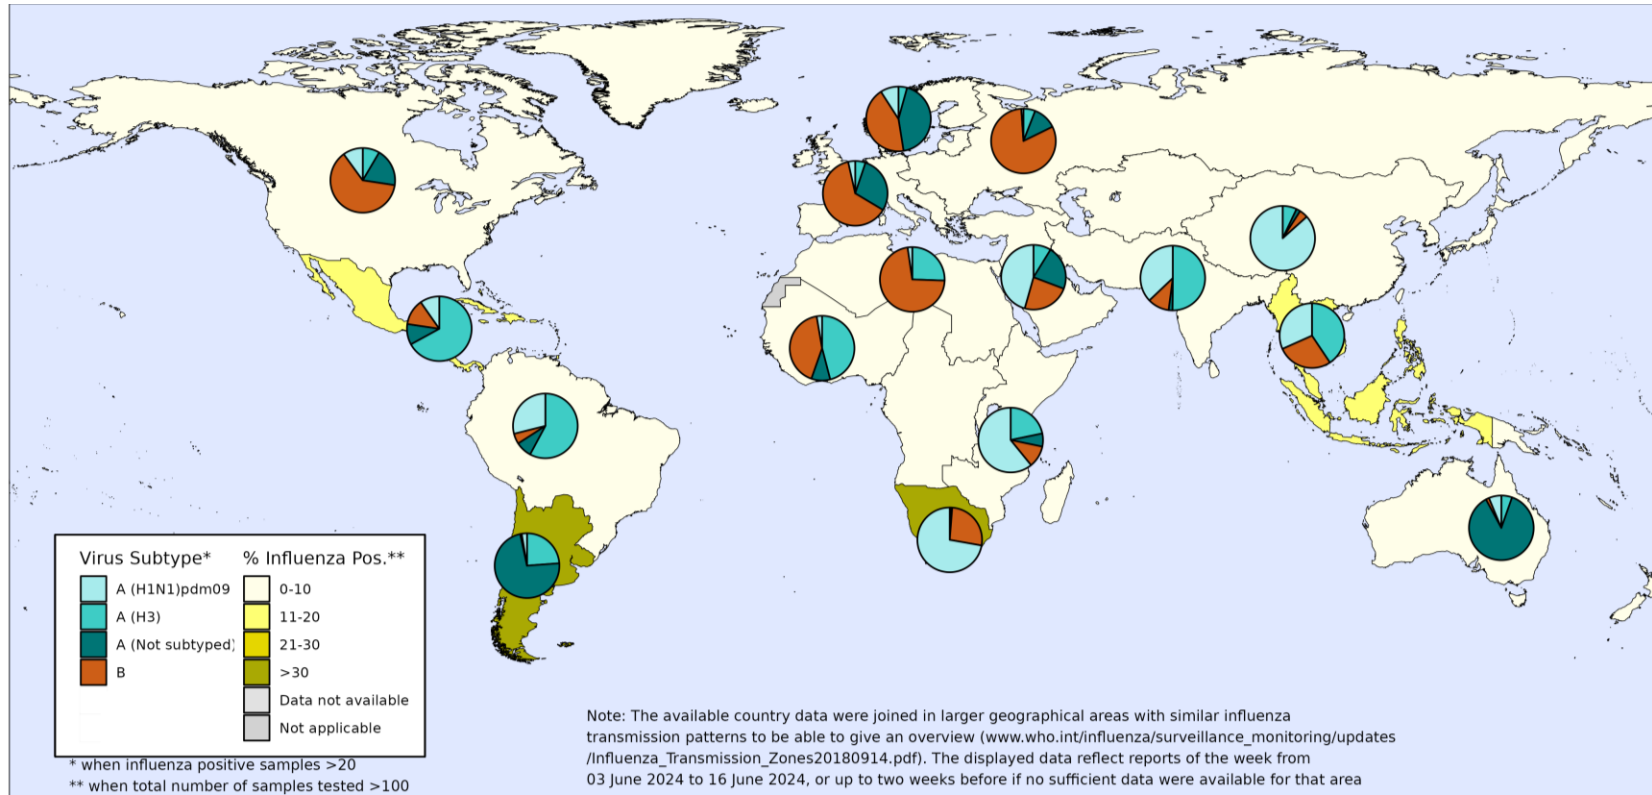 Virus Subtype*
A (H1N1)pdm09
A (H3)
A (Not subtyped)
B
% Influenza Pos.**
0-10
11-20
21-30
>30
Data not available
Not applicable
* when influenza positive samples >20
** when total number of samples tested >100
Note: The available country data were joined in larger geographical areas with similar influenza
transmission patterns to be able to give an overview (www.who.int/influenza/surveillance_monitoring/updates
/Influenza_Transmission_Zones20180914.pdf). The displayed data reflect reports of the week from
03 June 2024 to 16 June 2024, or up to two weeks before if no sufficient data were available for that area